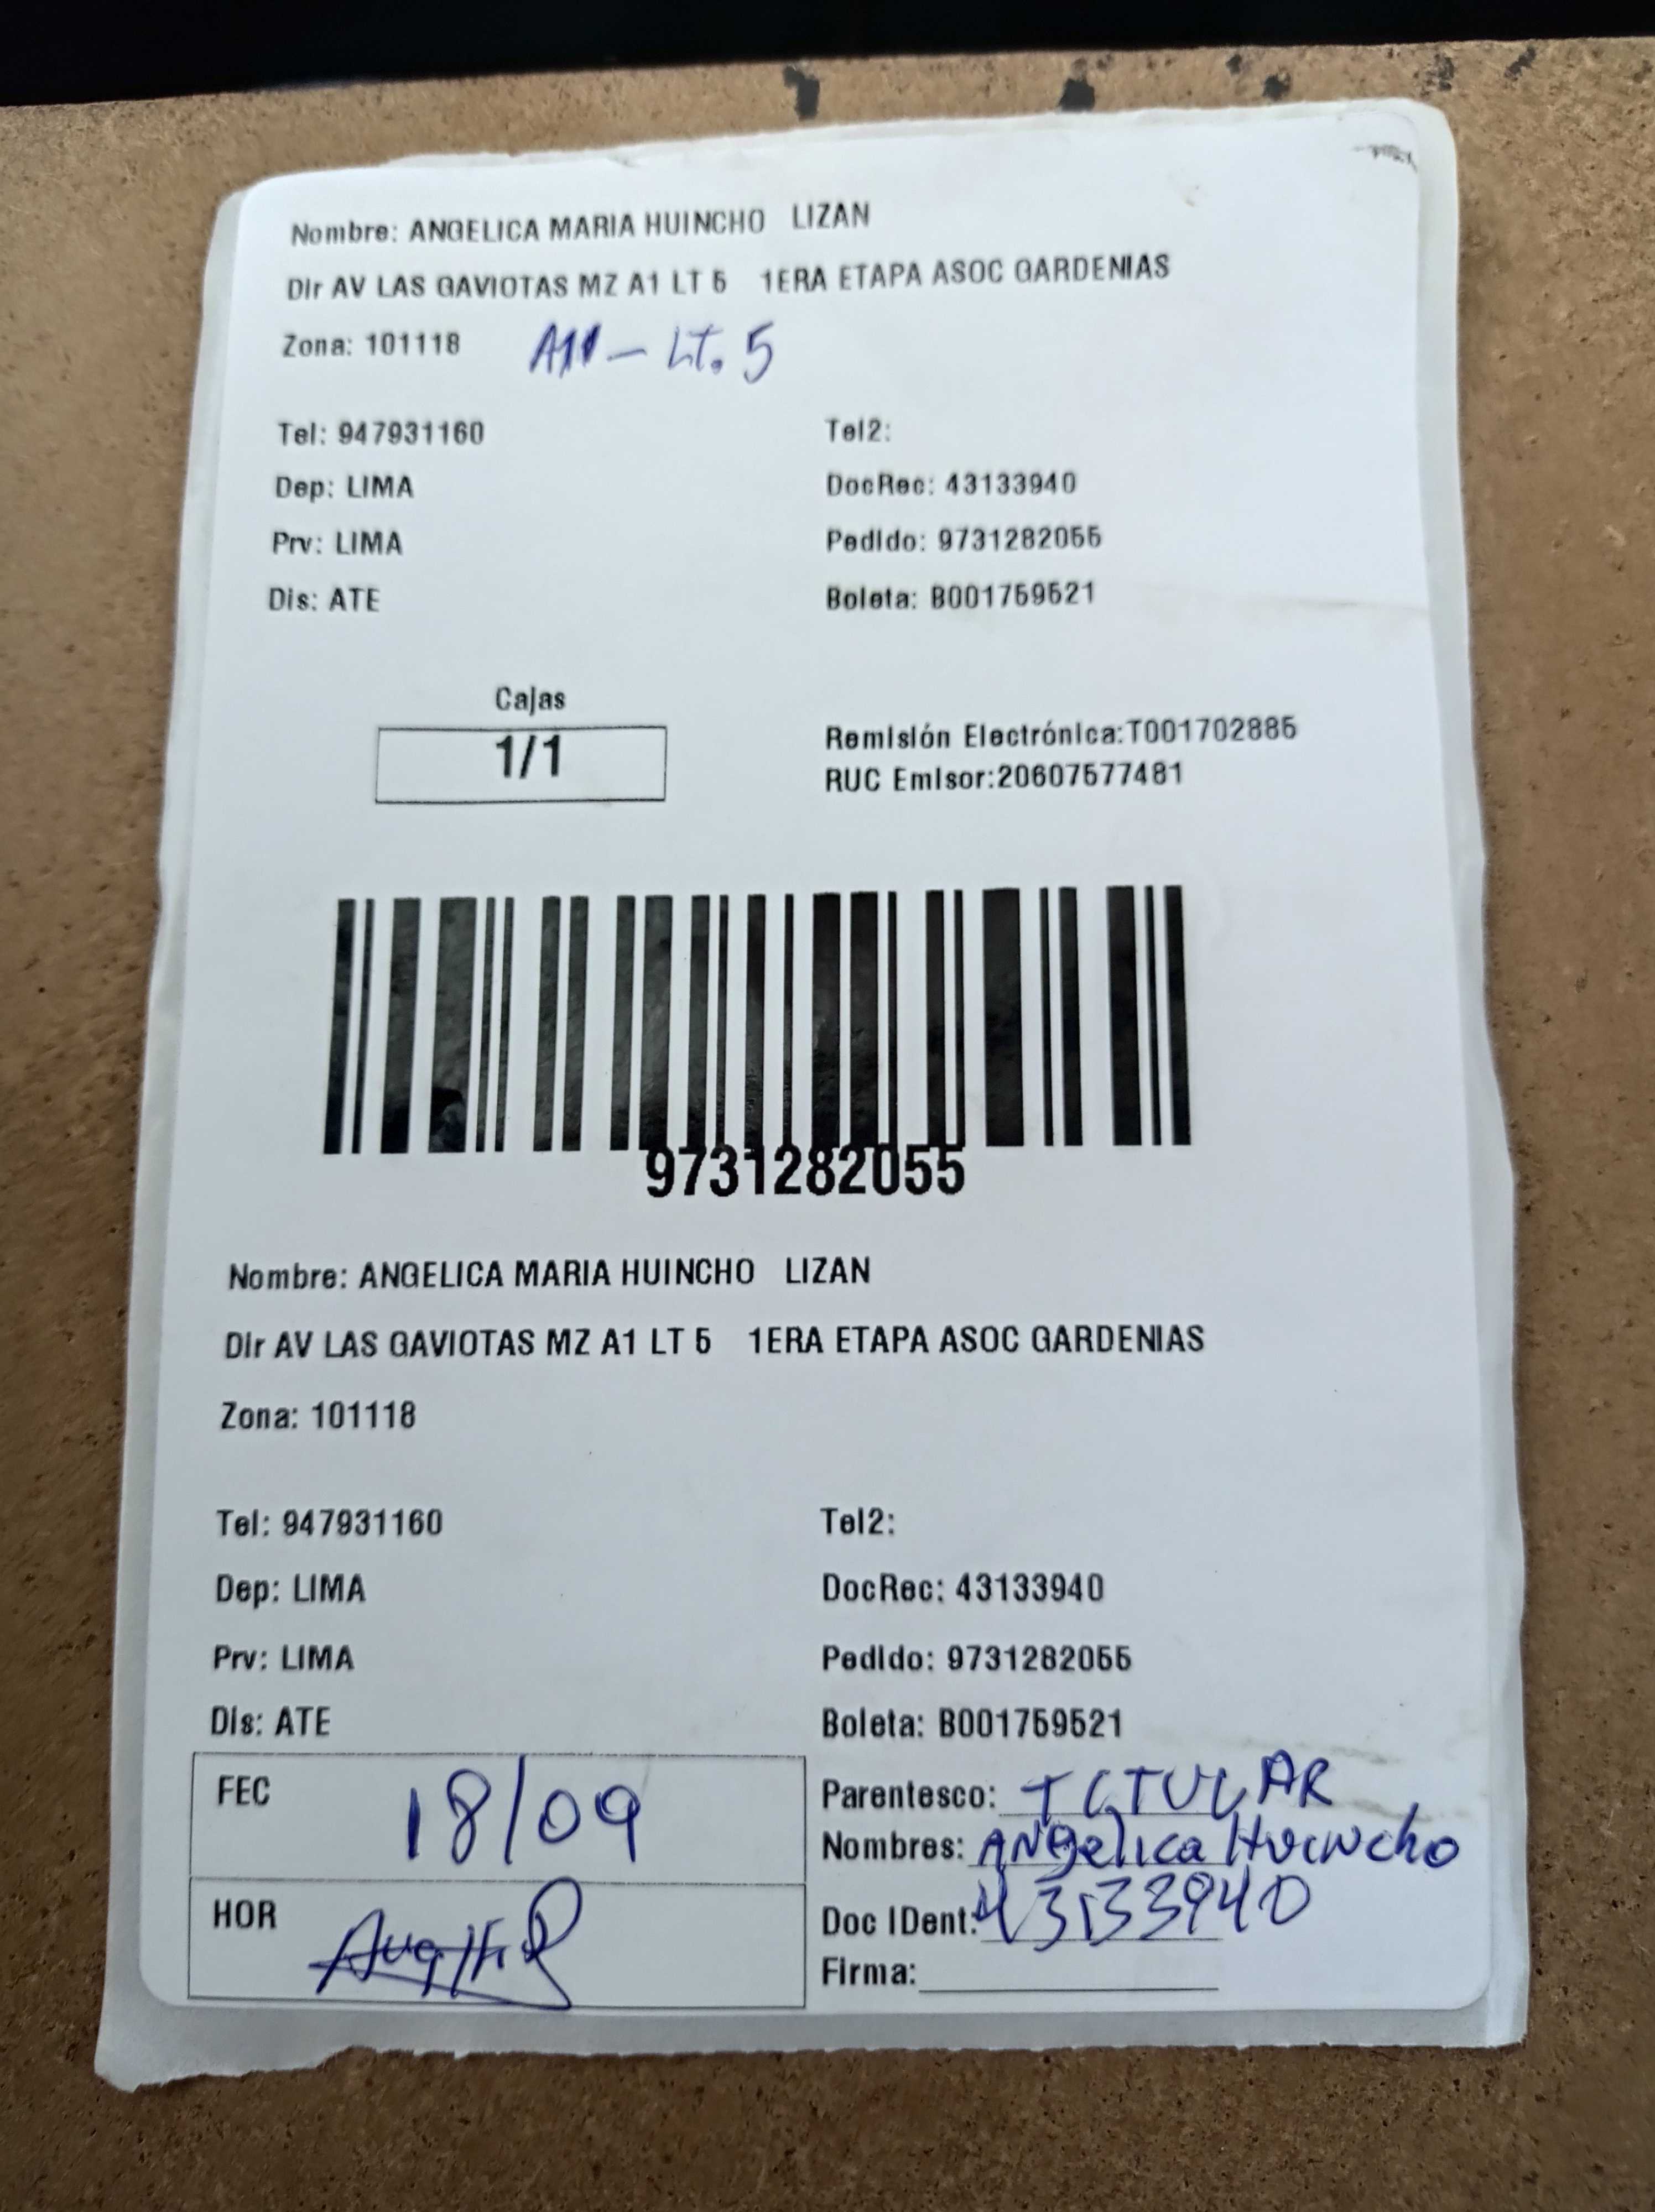 Nombre: ANGELICA MARIA HUINCHO LIZAN
Dir AV LAS GAVIOTAS MZ A1 LT 5 1ERA ETAPA ASOC GARDENIAS
Zona: 101118
A11 - LT. 5
Tel: 947931160 Tel2:
Dep: LIMA DocRec: 43133940
Prv: LIMA Pedido: 9731282055
Dis: ATE Boleta: B001759521
Cajas
1/1
Remisión Electrónica:T001702885
RUC Emisor:20607577481
9731282055
Nombre: ANGELICA MARIA HUINCHO LIZAN
Dir AV LAS GAVIOTAS MZ A1 LT 5 1ERA ETAPA ASOC GARDENIAS
Zona: 101118
Tel: 947931160 Tel2:
Dep: LIMA DocRec: 43133940
Prv: LIMA Pedido: 9731282055
Dis: ATE Boleta: B001759521
FEC 18/09
Parentesco: TITULAR
Nombres: ANgelica Huincho
HOR
Doc IDent: 43133940
Firma: